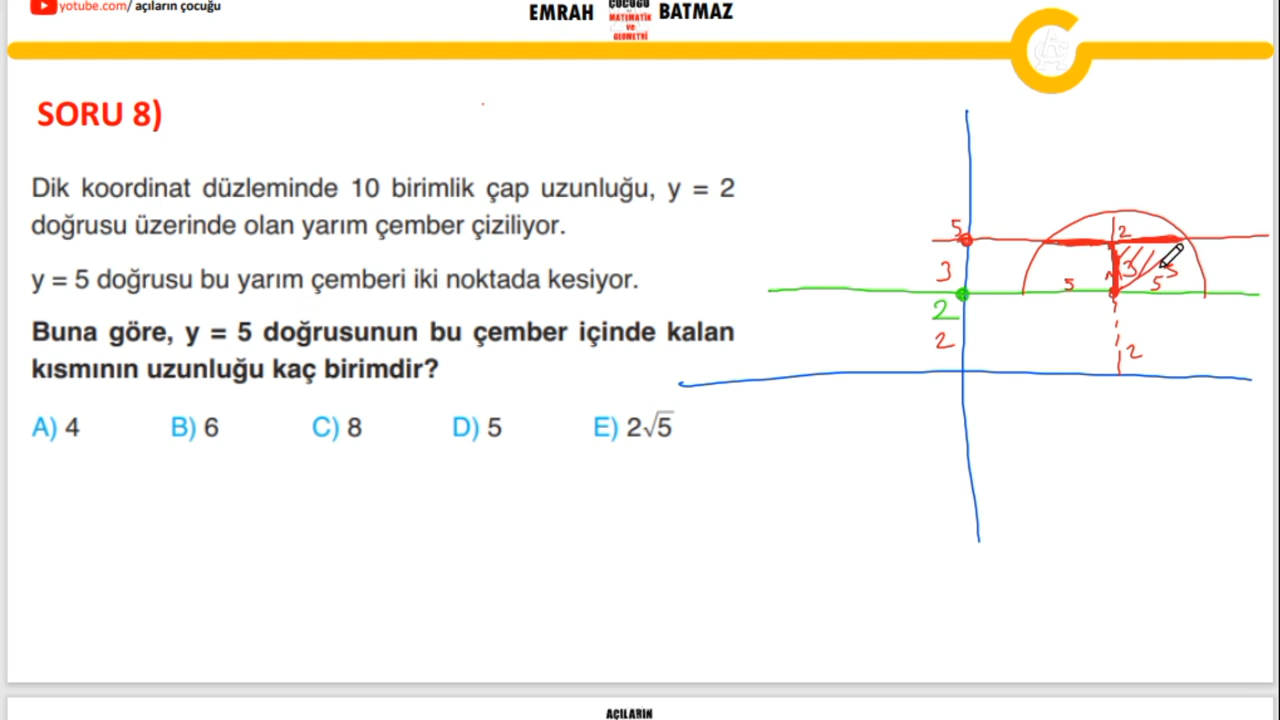 yotube.com/ açıların çocuğu
EMRAH ÇOCUĞU MATEMATİK ve GEOMETRİ BATMAZ
SORU 8)
Dik koordinat düzleminde 10 birimlik çap uzunluğu, y = 2
doğrusu üzerinde olan yarım çember çiziliyor.
y = 5 doğrusu bu yarım çemberi iki noktada kesiyor.
Buna göre, y = 5 doğrusunun bu çember içinde kalan
kısmının uzunluğu kaç birimdir?
A) 4 B) 6 C) 8 D) 5 E) 2√5
5
2
3
3
5
5
5
2
2
2
AÇILARIN